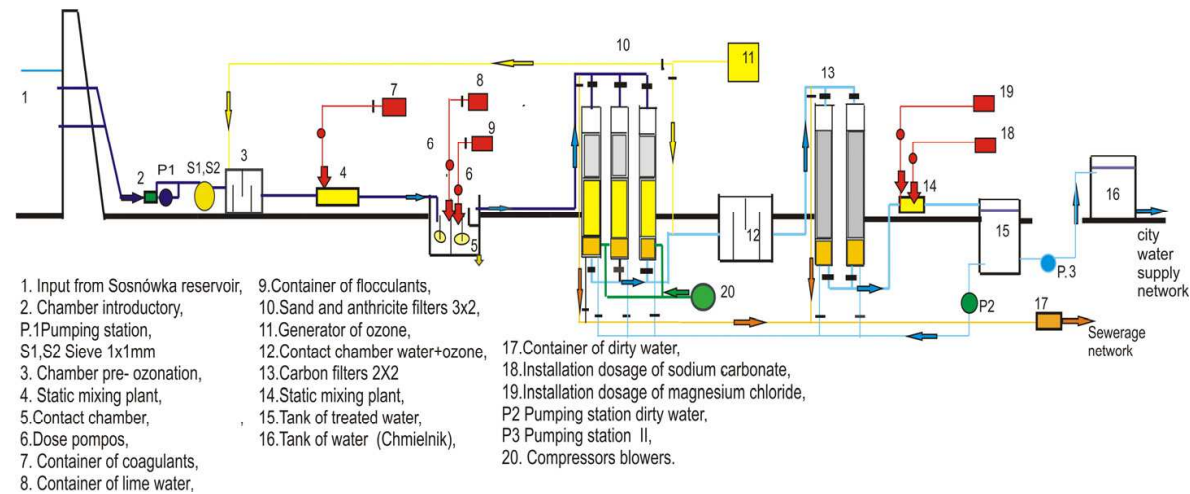 10
11
13
19
18
8
7
9
1
2
P1
S1,S2
3
4
6
6
5
12
14
15
16
20
P2
P.3
17
city
water
supply
network
Sewerage
network
1. Input from Sosnówka reservoir,
2. Chamber introductory,
P.1Pumping station,
S1,S2 Sieve 1x1mm
3. Chamber pre- ozonation,
4. Static mixing plant,
5.Contact chamber,
6.Dose pompos,
7. Container of coagulants,
8. Container of lime water,
9.Container of flocculants,
10.Sand and anthricite filters 3x2,
11.Generator of ozone,
12.Contact chamber water+ozone,
13.Carbon filters 2X2
14.Static mixing plant,
15.Tank of treated water,
16.Tank of water (Chmielnik),
17.Container of dirty water,
18.Installation dosage of sodium carbonate,
19.Installation dosage of magnesium chloride,
P2 Pumping station dirty water,
P3 Pumping station II,
20. Compressors blowers.